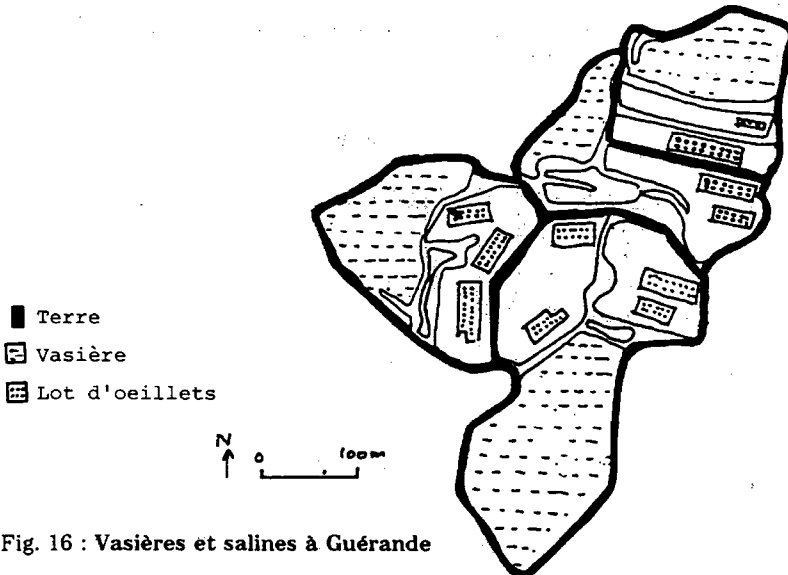 Terre
Vasière
Lot d'oeillets
N
0 100m
Fig. 16 : Vasières et salines à Guérande